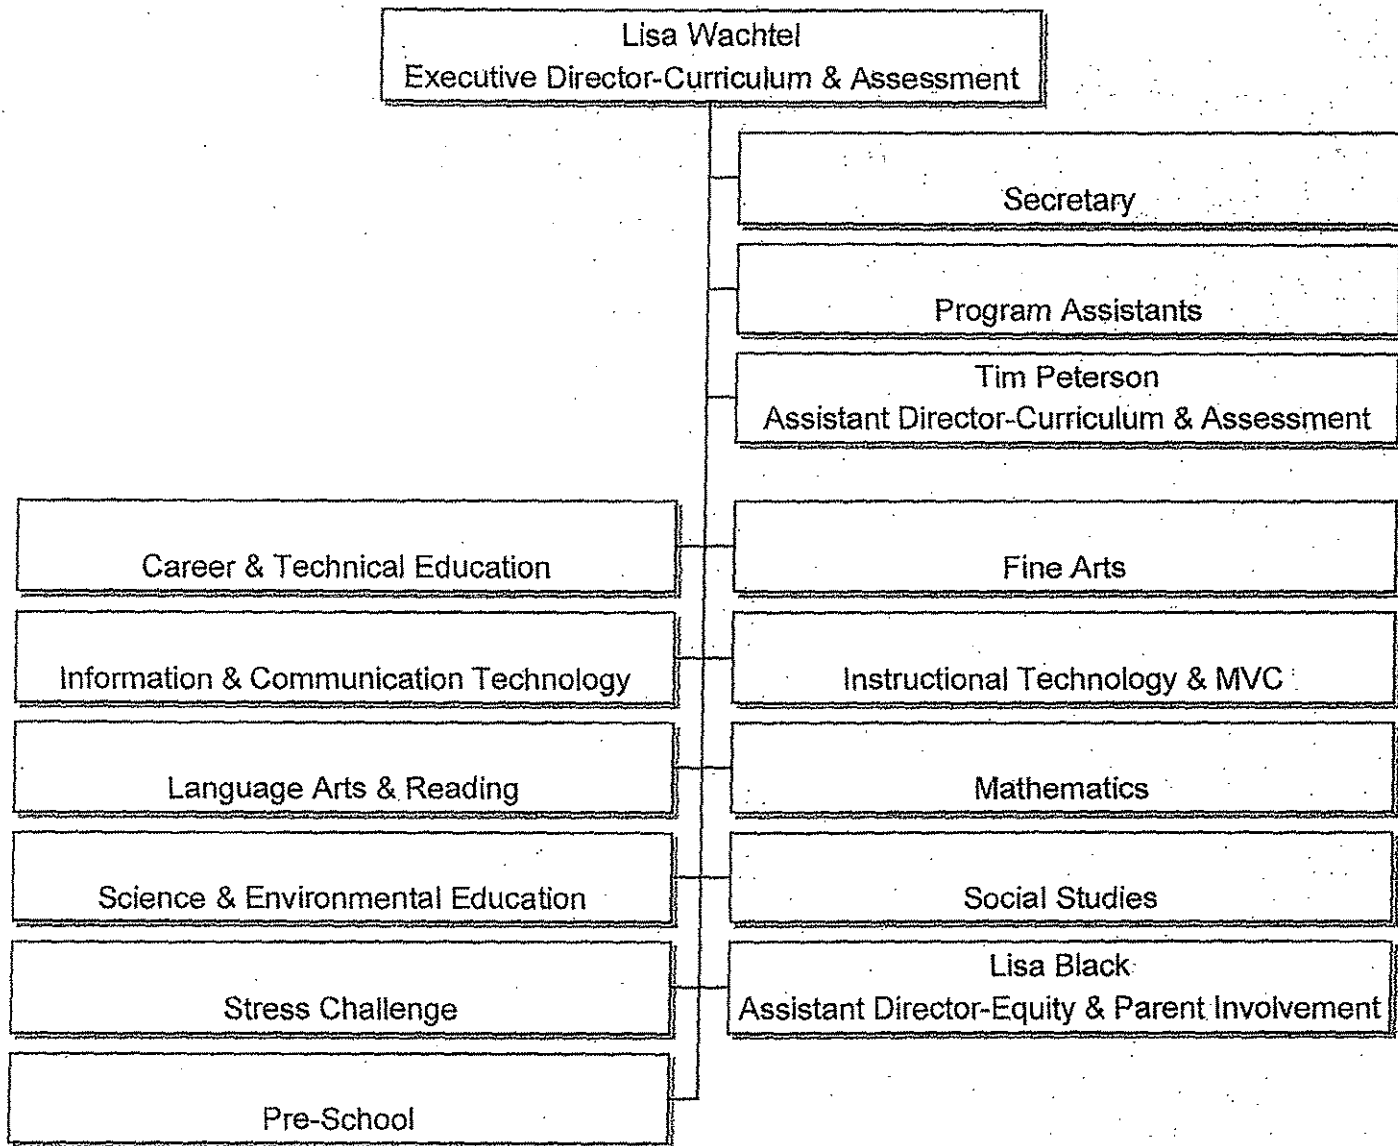 Lisa Wachtel
Executive Director-Curriculum & Assessment
Secretary
Program Assistants
Tim Peterson
Assistant Director-Curriculum & Assessment
Career & Technical Education
Fine Arts
Information & Communication Technology
Instructional Technology & MVC
Language Arts & Reading
Mathematics
Science & Environmental Education
Social Studies
Stress Challenge
Lisa Black
Assistant Director-Equity & Parent Involvement
Pre-School